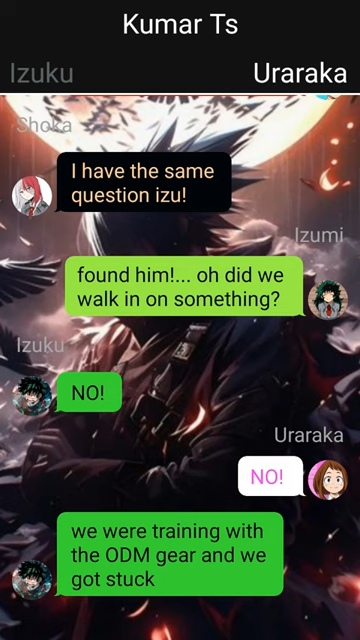 Kumar Ts
Izuku
Uraraka
Shoka
I have the same
question izu!
Izumi
found him!... oh did we
walk in on something?
Izuku
NO!
Uraraka
NO!
we were training with
the ODM gear and we
got stuck